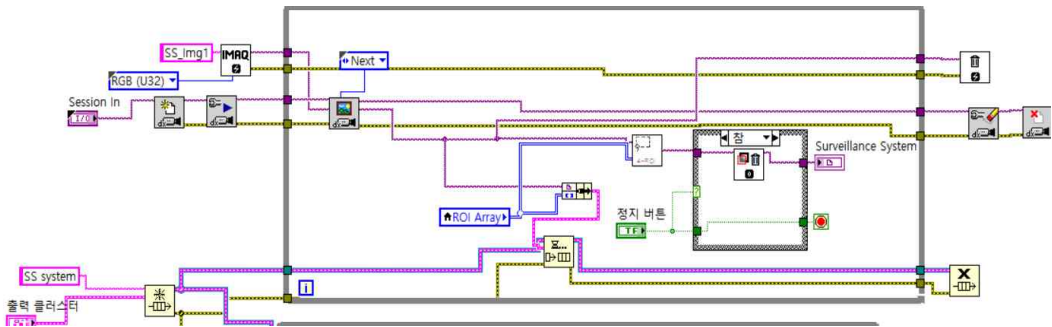 SS_Img1
IMAQ
Next
RGB (U32)
Session In
I/O
참
Surveillance System
ROI Array
정지 버튼
TF
?
i
SS system
출력 클러스터